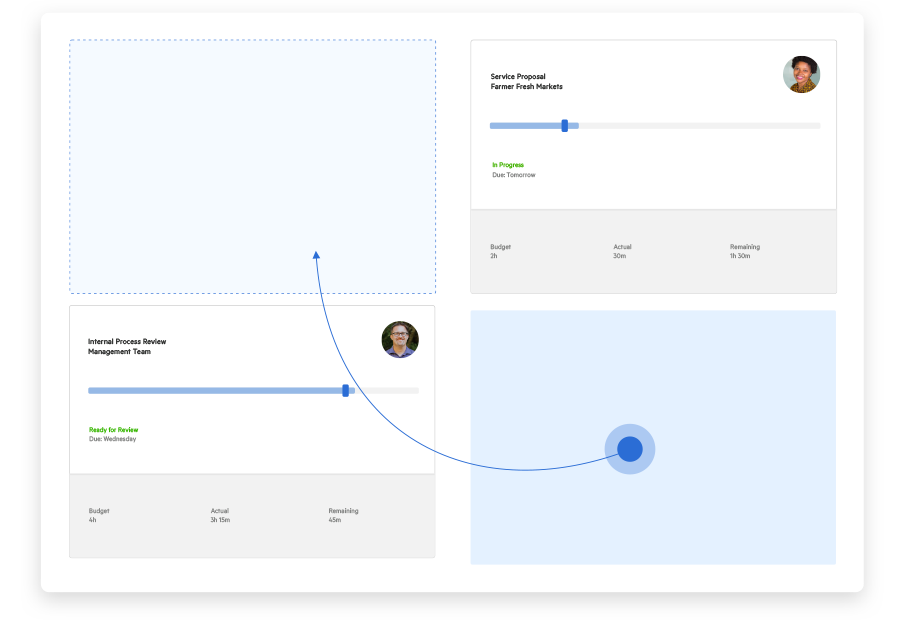 Service Proposal
Farmer Fresh Markets
In Progress
Due: Tomorrow
Budget Actual Remaining
2h 30m 1h 30m
Internal Process Review
Management Team
Ready for Review
Due: Wednesday
Budget Actual Remaining
4h 3h 15m 45m